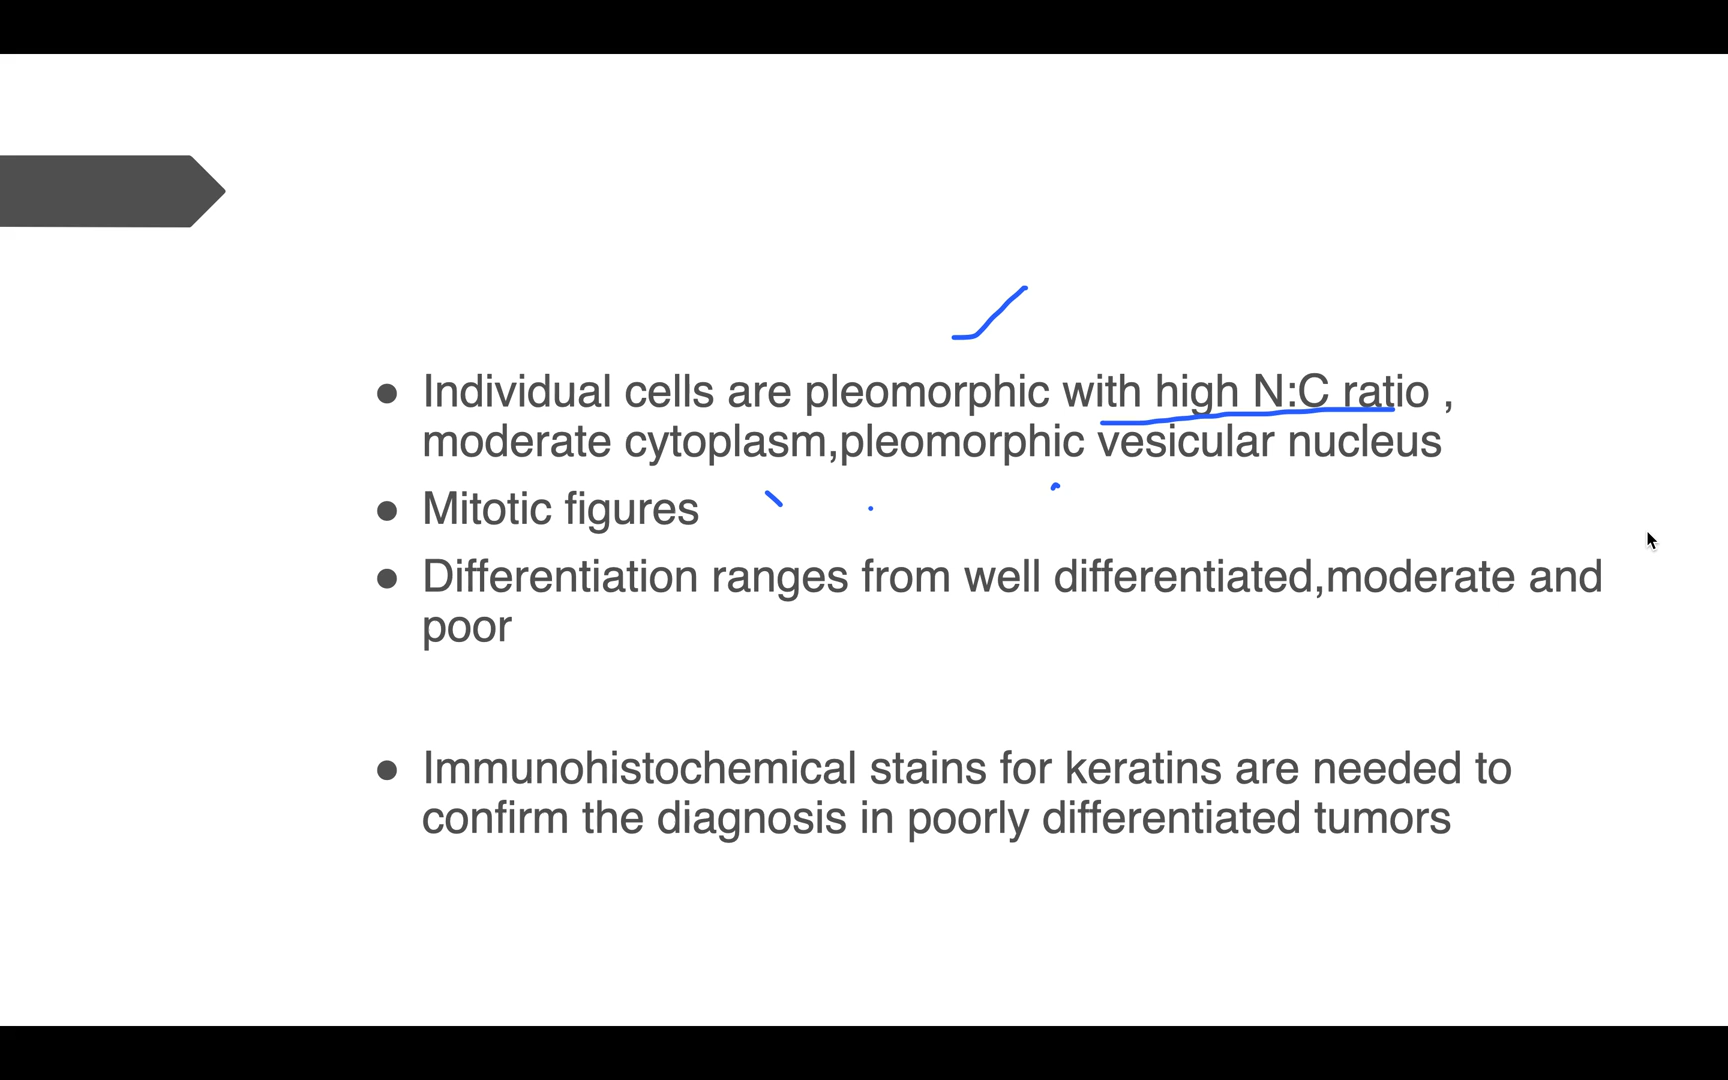 ● Individual cells are pleomorphic with high N:C ratio ,
moderate cytoplasm,pleomorphic vesicular nucleus
● Mitotic figures
● Differentiation ranges from well differentiated,moderate and
poor
● Immunohistochemical stains for keratins are needed to
confirm the diagnosis in poorly differentiated tumors